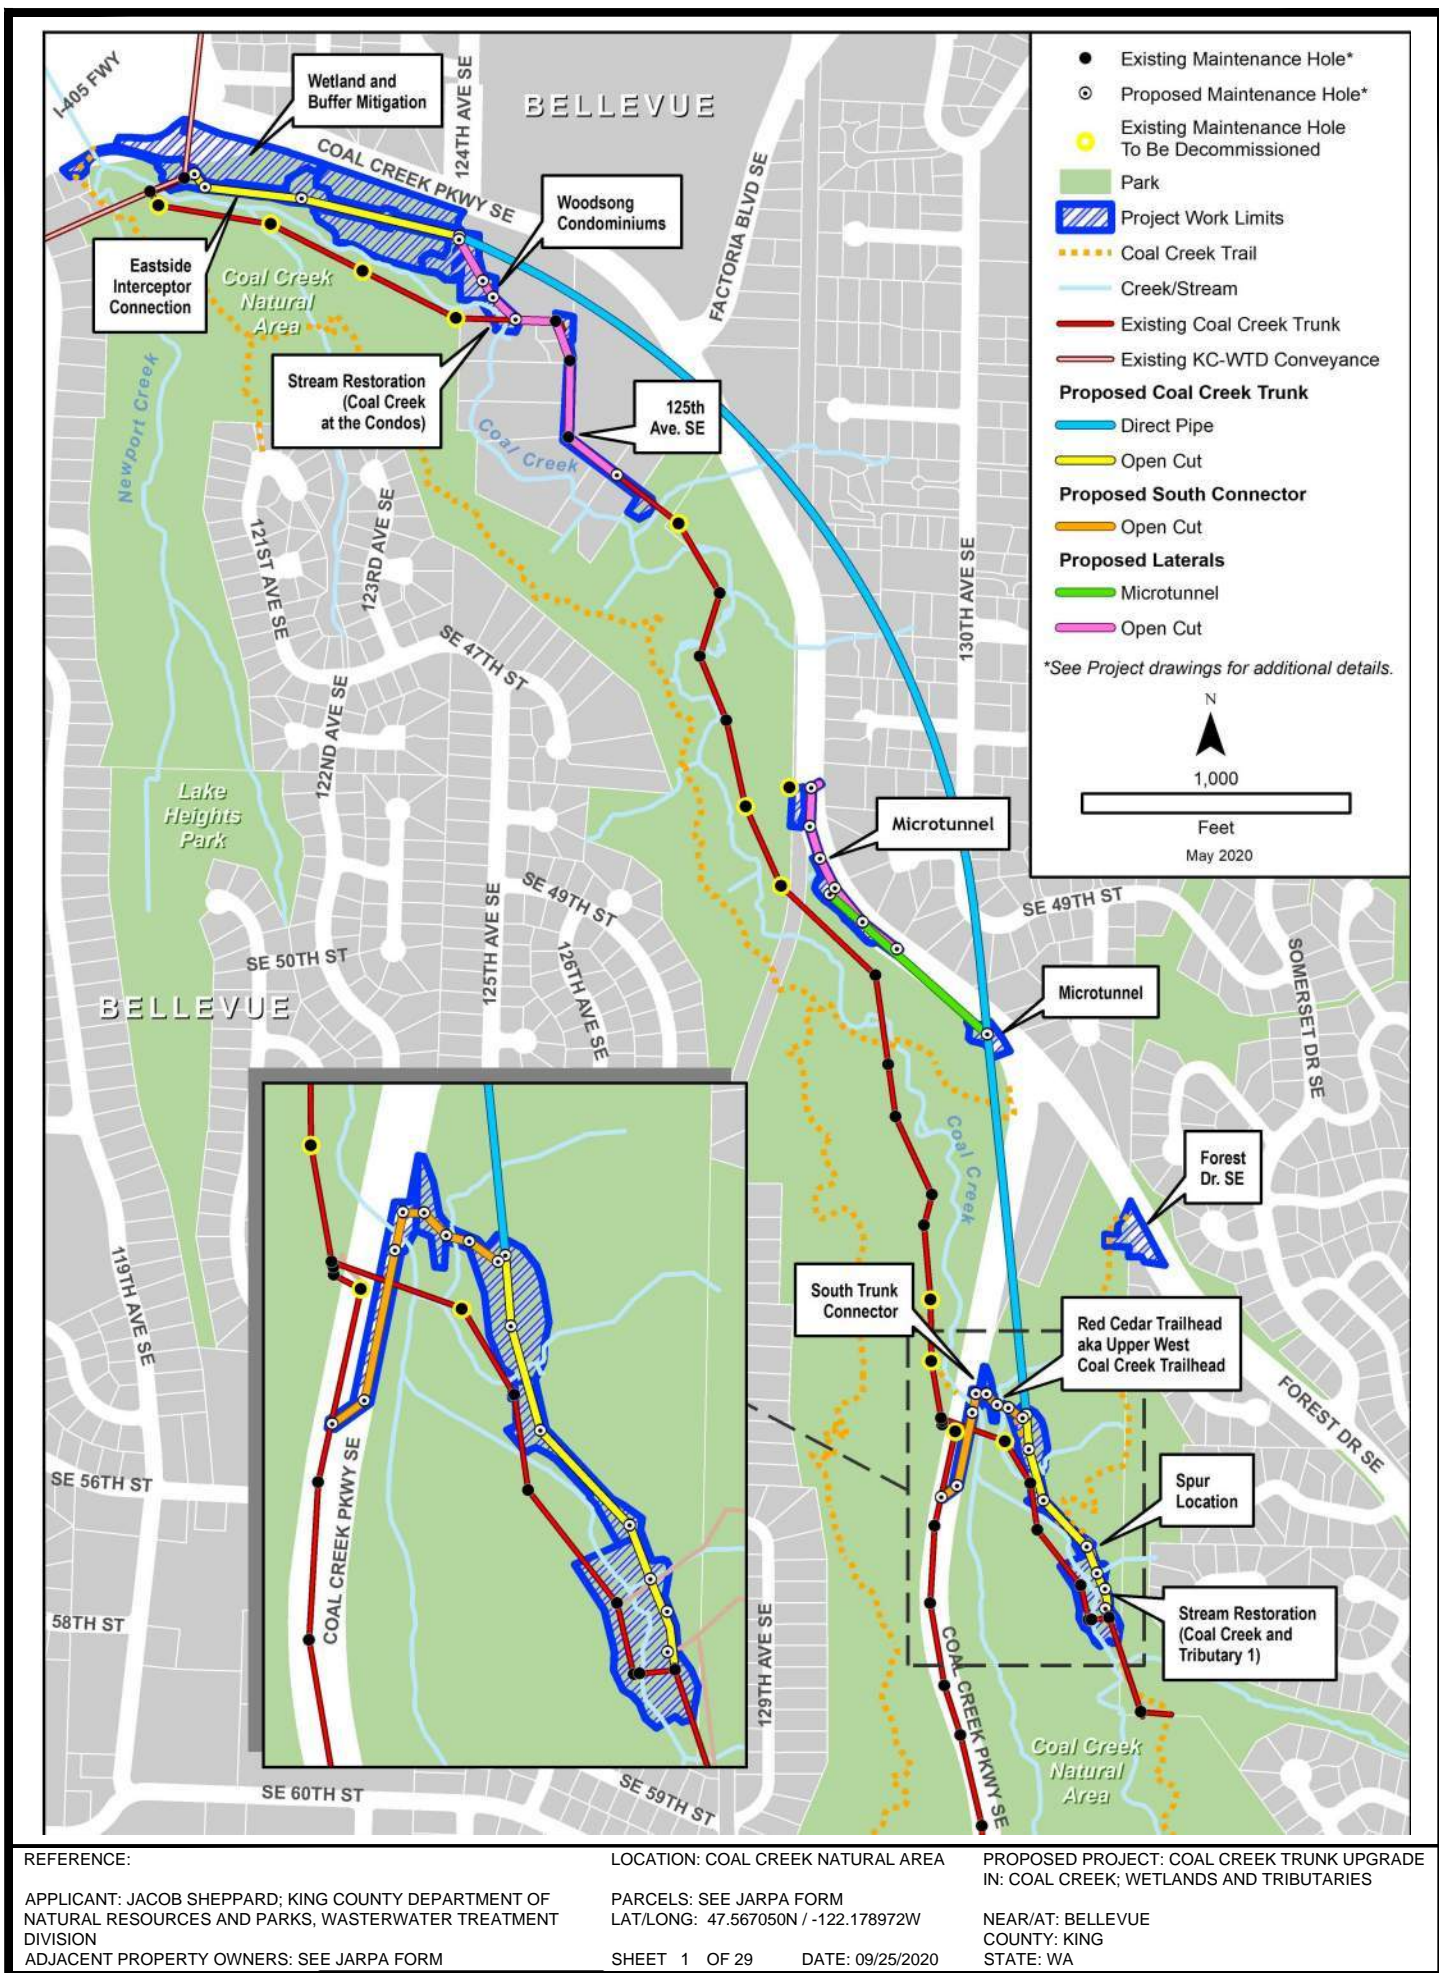 I-405 FWY
Wetland and
Buffer Mitigation
124TH AVE SE
BELLEVUE
COAL CREEK PKWY SE
FACTORIA BLVD SE
Woodsong
Condominiums
Eastside
Interceptor
Connection
Coal Creek
Natural
Area
Newport Creek
Stream Restoration
(Coal Creek
at the Condos)
Coal Creek
125th
Ave. SE
121ST AVE SE
123RD AVE SE
130TH AVE SE
SE 47TH ST
122ND AVE SE
Lake
Heights
Park
Microtunnel
SE 49TH ST
SE 49TH ST
125TH AVE SE
126TH AVE SE
SE 50TH ST
BELLEVUE
SOMERSET DR SE
Microtunnel
Coal Creek
Forest
Dr. SE
119TH AVE SE
South Trunk
Connector
Red Cedar Trailhead
aka Upper West
Coal Creek Trailhead
FOREST DR SE
SE 56TH ST
COAL CREEK PKWY SE
Spur
Location
58TH ST
129TH AVE SE
Stream Restoration
(Coal Creek and
Tributary 1)
COAL CREEK PKWY SE
Coal Creek
Natural
Area
SE 60TH ST
SE 59TH ST
Existing Maintenance Hole*
Proposed Maintenance Hole*
Existing Maintenance Hole
To Be Decommissioned
Park
Project Work Limits
Coal Creek Trail
Creek/Stream
Existing Coal Creek Trunk
Existing KC-WTD Conveyance
Proposed Coal Creek Trunk
Direct Pipe
Open Cut
Proposed South Connector
Open Cut
Proposed Laterals
Microtunnel
Open Cut
*See Project drawings for additional details.
N
1,000
Feet
May 2020
REFERENCE:
APPLICANT: JACOB SHEPPARD; KING COUNTY DEPARTMENT OF
NATURAL RESOURCES AND PARKS, WASTERWATER TREATMENT
DIVISION
ADJACENT PROPERTY OWNERS: SEE JARPA FORM
LOCATION: COAL CREEK NATURAL AREA
PARCELS: SEE JARPA FORM
LAT/LONG: 47.567050N / -122.178972W
SHEET 1 OF 29 DATE: 09/25/2020
PROPOSED PROJECT: COAL CREEK TRUNK UPGRADE
IN: COAL CREEK; WETLANDS AND TRIBUTARIES
NEAR/AT: BELLEVUE
COUNTY: KING
STATE: WA